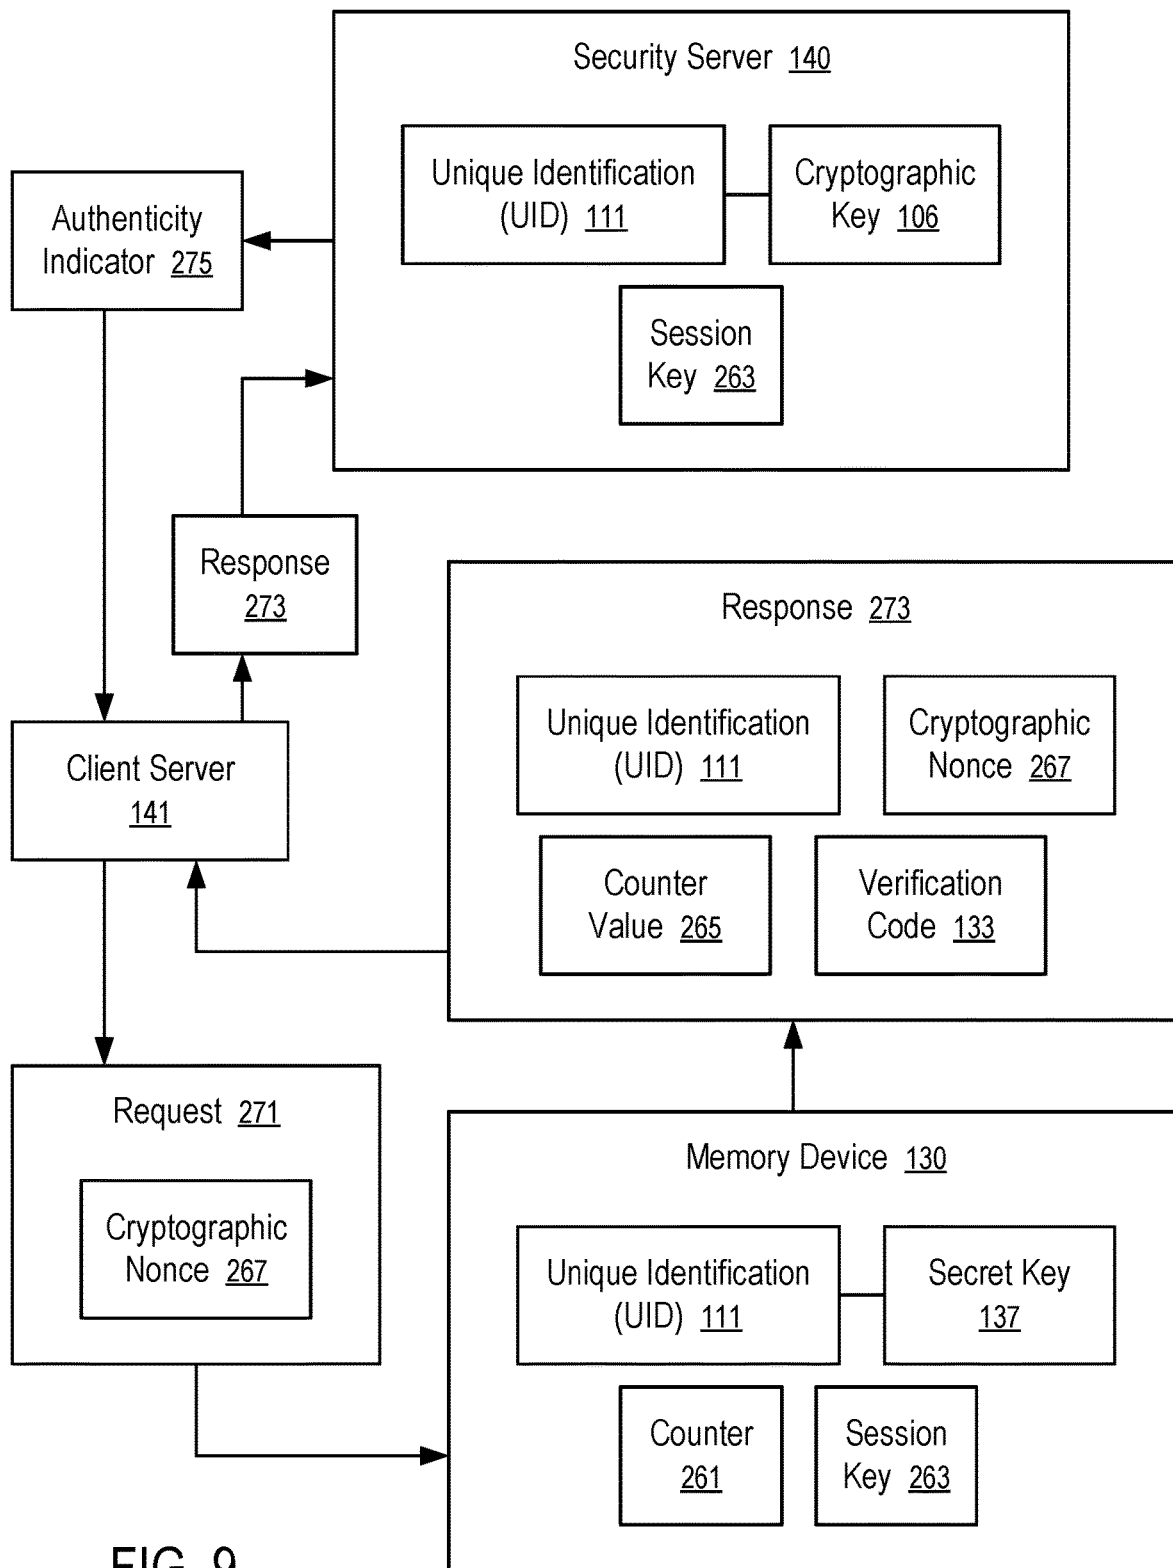 Security Server 140
Unique Identification
(UID) 111
Cryptographic
Key 106
Session
Key 263
Authenticity
Indicator 275
Response
273
Client Server
141
Response 273
Unique Identification
(UID) 111
Cryptographic
Nonce 267
Counter
Value 265
Verification
Code 133
Request 271
Cryptographic
Nonce 267
Memory Device 130
Unique Identification
(UID) 111
Secret Key
137
Counter
261
Session
Key 263
FIG. 9